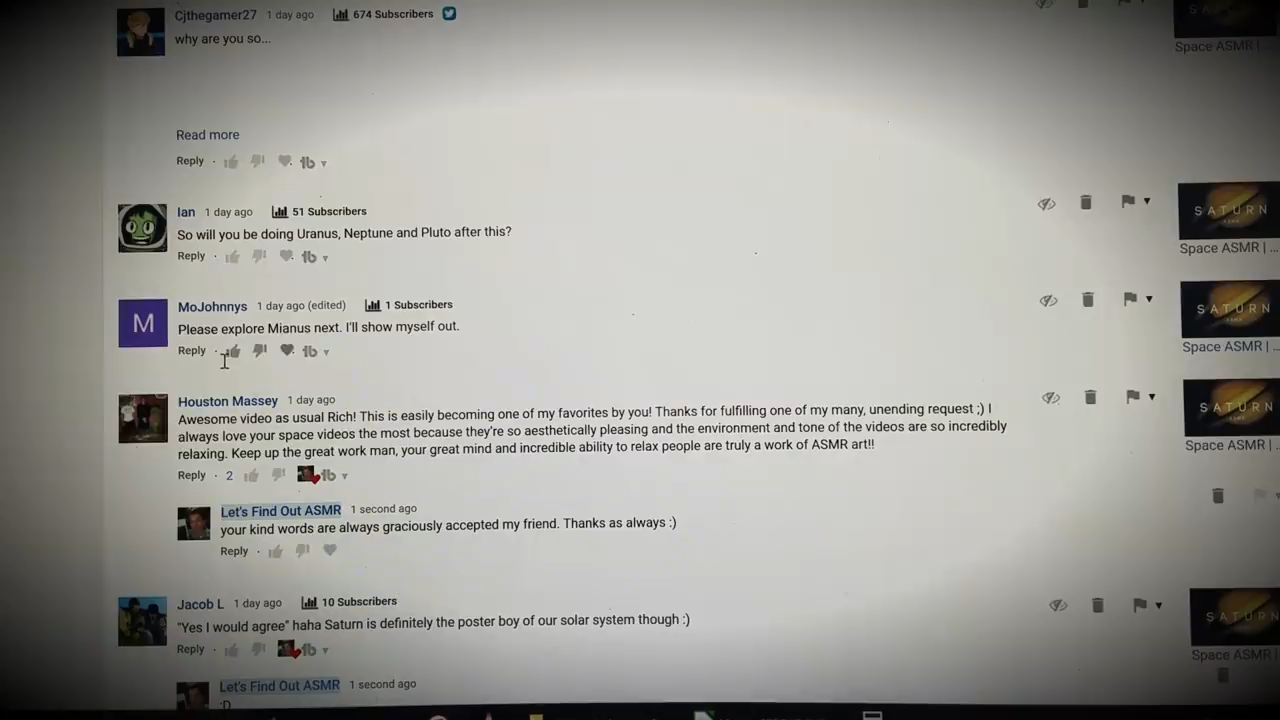 Cjthegamer27 1 day ago 674 Subscribers
why are you so...
Space ASMR | ...
Read more
Reply ·
Ian 1 day ago 51 Subscribers
So will you be doing Uranus, Neptune and Pluto after this?
Reply ·
SATURN
Space ASMR | ...
MoJohnnys 1 day ago (edited) 1 Subscribers
M
Please explore Mianus next. I'll show myself out.
Reply ·
SATURN
Space ASMR | ...
Houston Massey 1 day ago
Awesome video as usual Rich! This is easily becoming one of my favorites by you! Thanks for fulfilling one of my many, unending request ;) I
always love your space videos the most because they're so aesthetically pleasing and the environment and tone of the videos are so incredibly
relaxing. Keep up the great work man, your great mind and incredible ability to relax people are truly a work of ASMR art!!
Reply · 2
SATURN
Space ASMR | ...
Let's Find Out ASMR 1 second ago
your kind words are always graciously accepted my friend. Thanks as always :)
Reply ·
Jacob L 1 day ago 10 Subscribers
"Yes I would agree" haha Saturn is definitely the poster boy of our solar system though :)
Reply ·
SATURN
Space ASMR | ...
Let's Find Out ASMR 1 second ago
:D